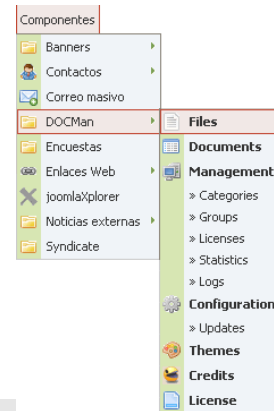 Componentes
Banners
Contactos
Correo masivo
DOCMan
Encuestas
Enlaces Web
joomlaXplorer
Noticias externas
Syndicate
Files
Documents
Management
» Categories
» Groups
» Licenses
» Statistics
» Logs
Configuration
» Updates
Themes
Credits
License